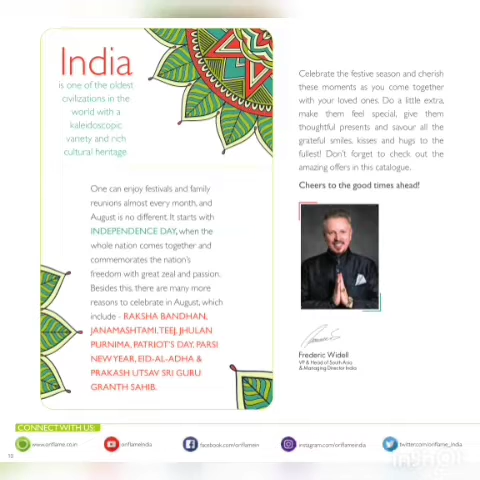 India
is one of the oldest
civilizations in the
world with a
kaleidoscopic
variety and rich
cultural heritage
One can enjoy festivals and family
reunions almost every month, and
August is no different. It starts with
INDEPENDENCE DAY, when the
whole nation comes together and
commemorates the nation's
freedom with great zeal and passion.
Besides this, there are many more
reasons to celebrate in August, which
include - RAKSHA BANDHAN,
JANAMASHTAMI, TEEJ, JHULAN
PURNIMA, PATRIOT'S DAY, PARSI
NEW YEAR, EID-AL-ADHA &
PRAKASH UTSAV SRI GURU
GRANTH SAHIB.
Celebrate the festive season and cherish
these moments as you come together
with your loved ones. Do a little extra,
make them feel special, give them
thoughtful presents and savour all the
grateful smiles, kisses and hugs to the
fullest! Don't forget to check out the
amazing offers in this catalogue.
Cheers to the good times ahead!
Frederic Widell
VP & Head of South Asia
& Managing Director India
CONNECT WITH US:
www.oriflame.co.in
oriflameindia
facebook.com/oriflamein
instagram.com/oriflameindia
twitter.com/oriflame_India